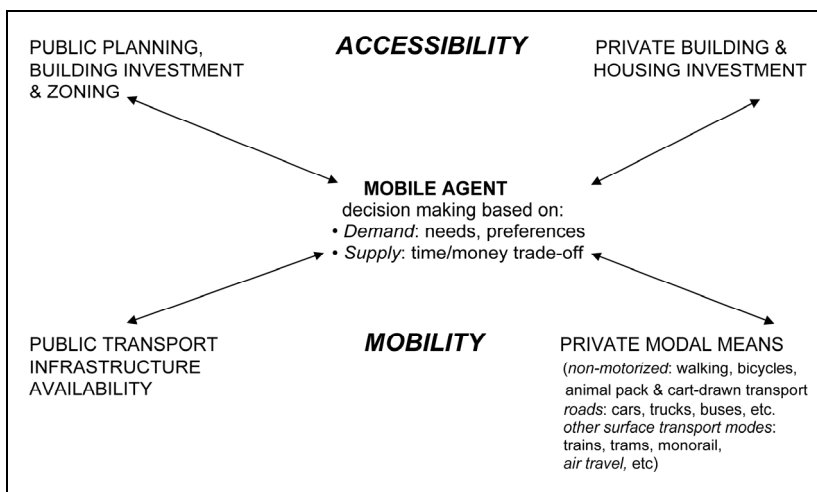 PUBLIC PLANNING,
BUILDING INVESTMENT
& ZONING
ACCESSIBILITY
PRIVATE BUILDING &
HOUSING INVESTMENT
MOBILE AGENT
decision making based on:
• Demand: needs, preferences
• Supply: time/money trade-off
PUBLIC TRANSPORT
INFRASTRUCTURE
AVAILABILITY
MOBILITY
PRIVATE MODAL MEANS
(non-motorized: walking, bicycles,
animal pack & cart-drawn transport
roads: cars, trucks, buses, etc.
other surface transport modes:
trains, trams, monorail,
air travel, etc)